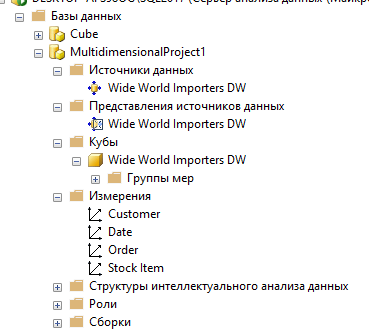 Базы данных
Cube
MultidimensionalProject1
Источники данных
Wide World Importers DW
Представления источников данных
Wide World Importers DW
Кубы
Wide World Importers DW
Группы мер
Измерения
Customer
Date
Order
Stock Item
Структуры интеллектуального анализа данных
Роли
Сборки